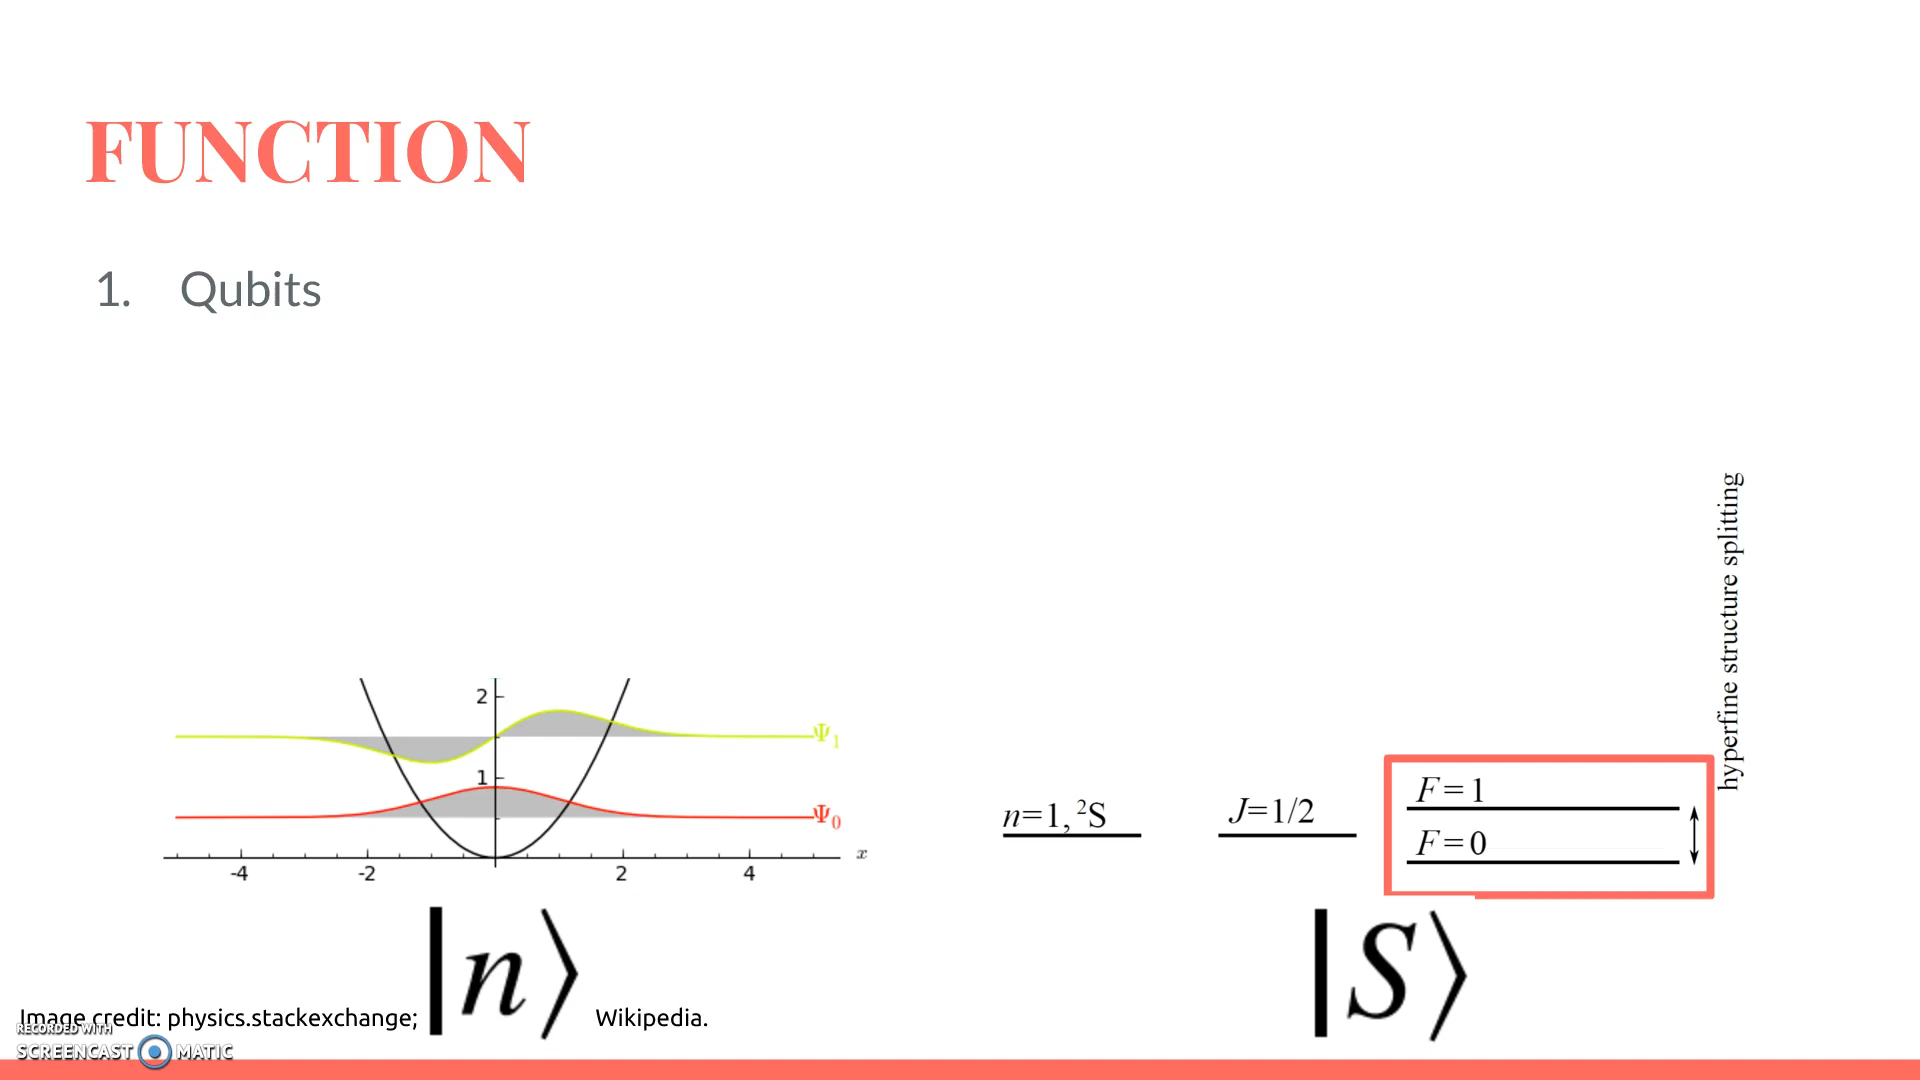 FUNCTION
1. Qubits
hyperfine structure splitting
2
Ψ1
1
Ψ0
x
-4 -2 2 4
n=1, ²S
J=1/2
F=1
F=0
|n⟩
|S⟩
Image credit: physics.stackexchange; Wikipedia.
RECORDED WITH
SCREENCAST MATIC